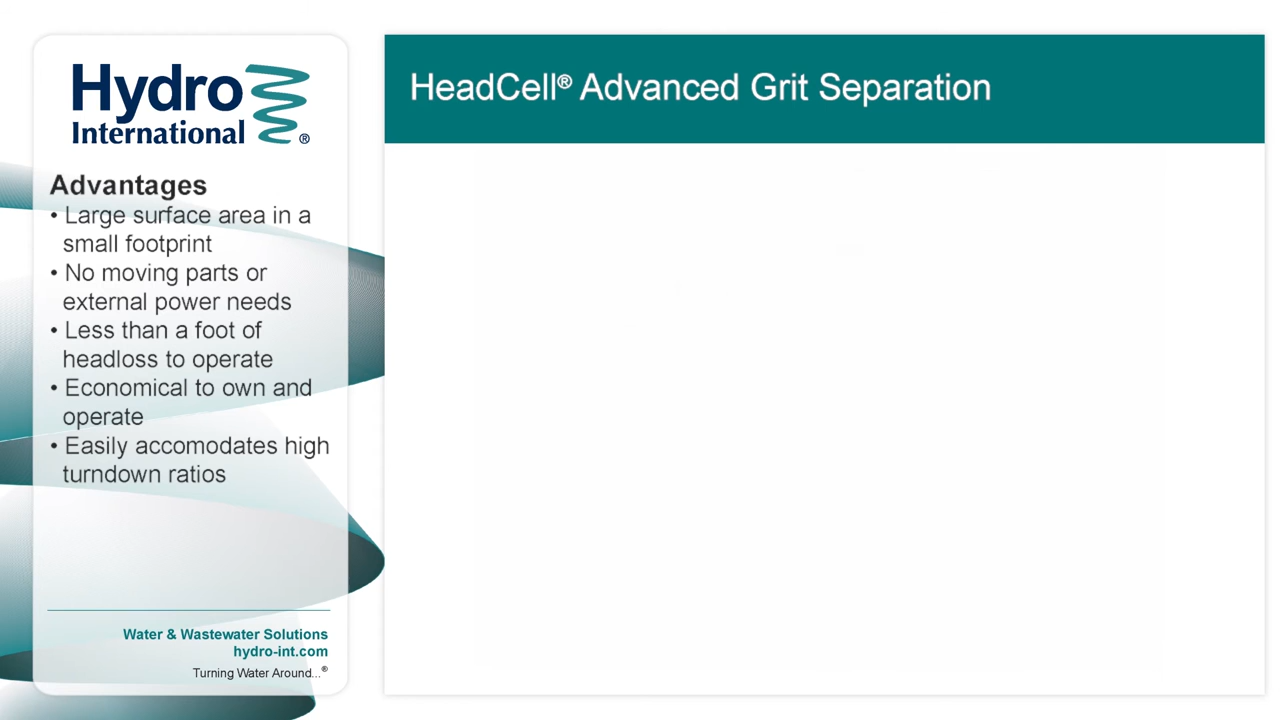 Hydro
International ®
Advantages
• Large surface area in a
small footprint
• No moving parts or
external power needs
• Less than a foot of
headloss to operate
• Economical to own and
operate
• Easily accomodates high
turndown ratios
Water & Wastewater Solutions
hydro-int.com
Turning Water Around...®
HeadCell® Advanced Grit Separation